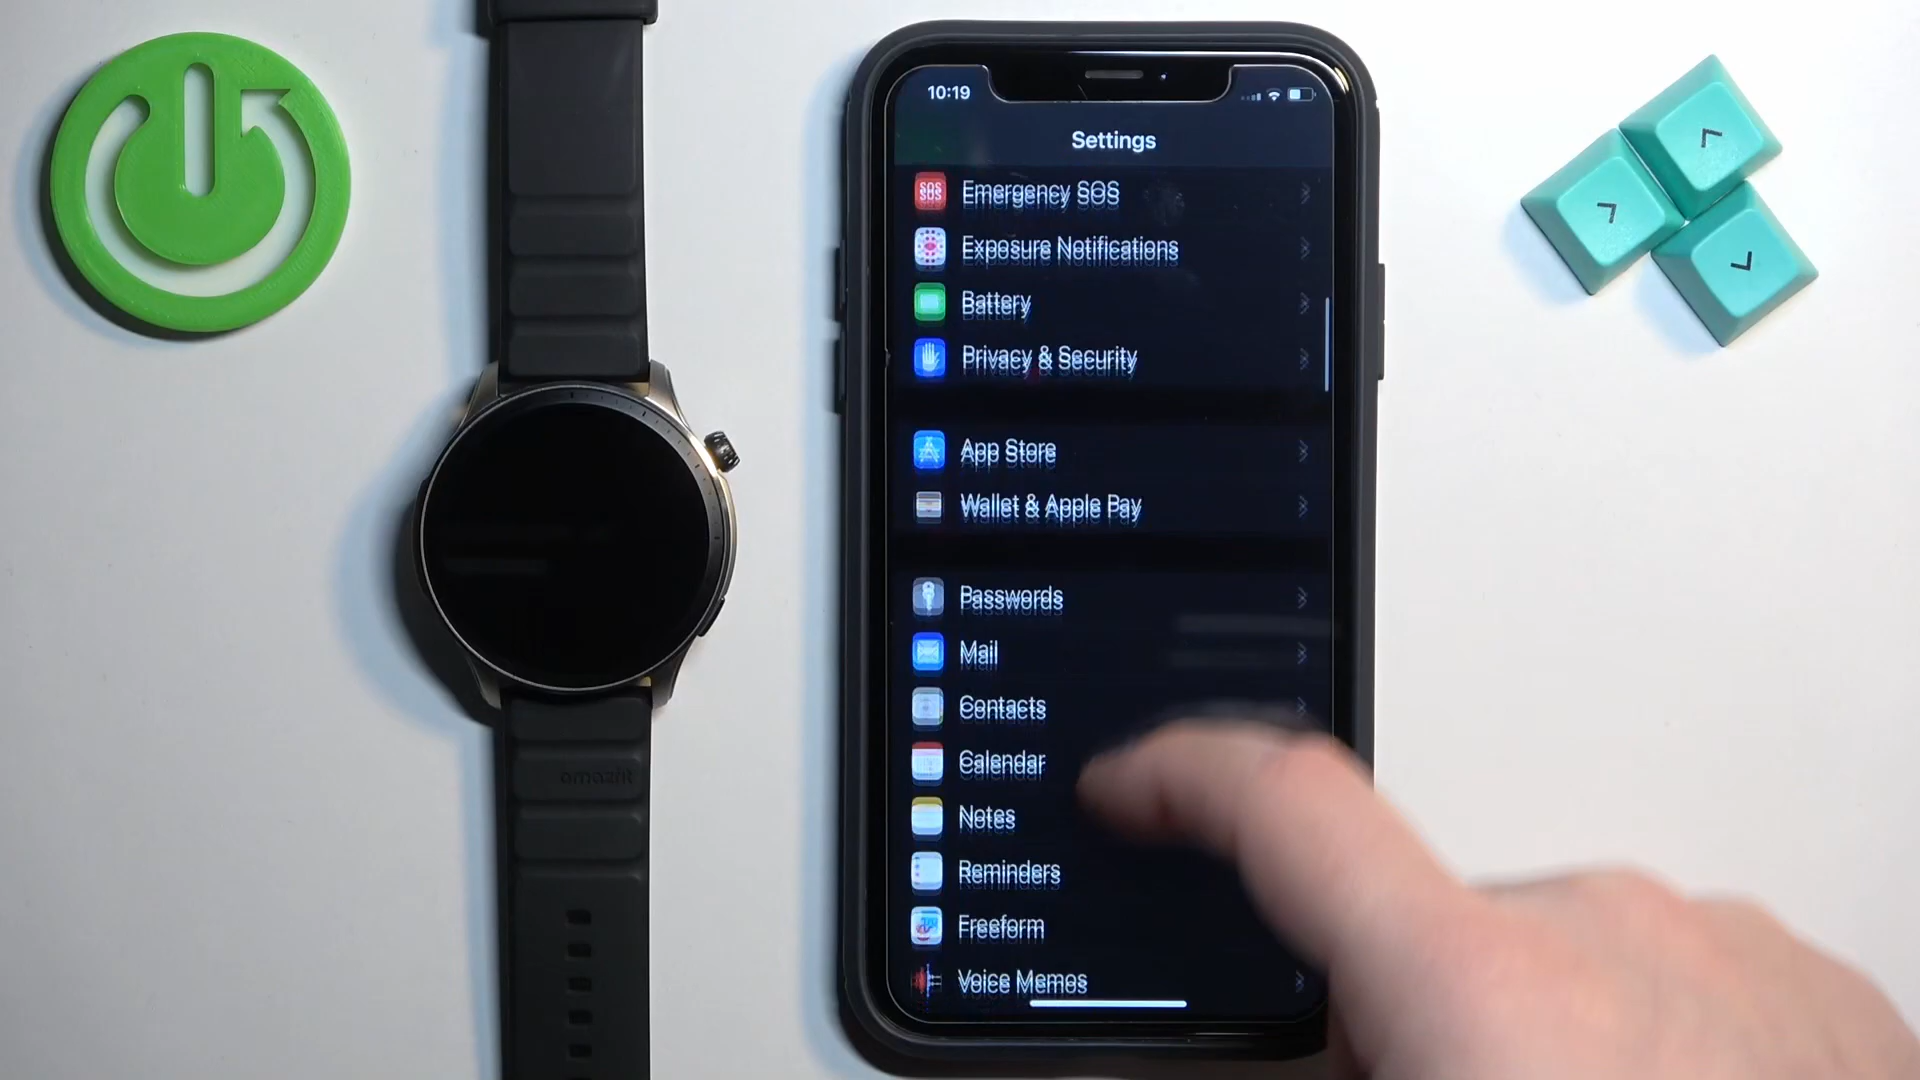 10:19
Settings
SOS
Emergency SOS
Exposure Notifications
Battery
Privacy & Security
App Store
Wallet & Apple Pay
Passwords
Mail
Contacts
Calendar
Notes
Reminders
Freeform
Voice Memos
amazfit